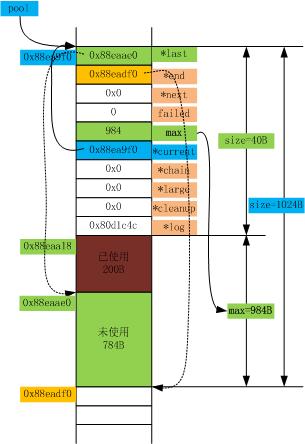 pool
0x88ea9f0
0x88eaae0
*last
0x88eadf0
*end
0x0
*next
0
failed
984
max
0x88ea9f0
*current
0x0
*chain
0x0
*large
0x0
*cleanup
0x80d1c4c
*log
size=40B
size=1024B
0x88eaa18
已使用
200B
0x88eaae0
max=984B
未使用
784B
0x88eadf0